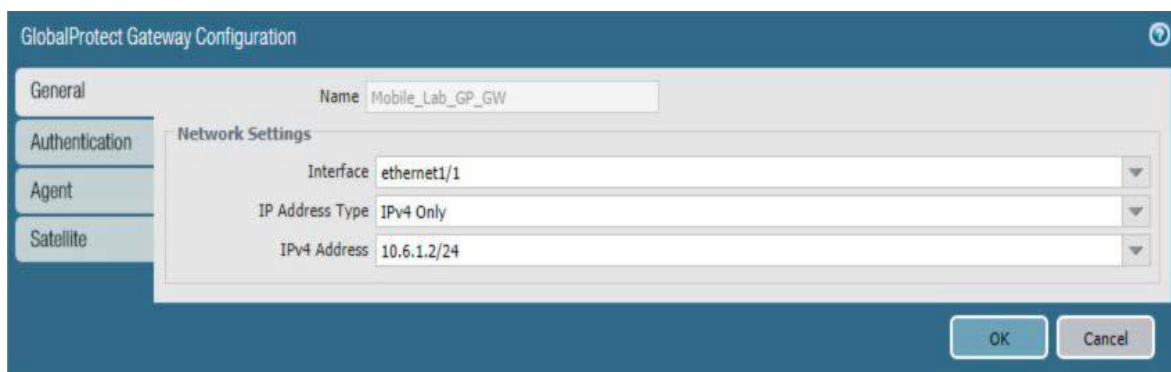 GlobalProtect Gateway Configuration
General
Authentication
Agent
Satellite
Name Mobile_Lab_GP_GW
Network Settings
Interface ethernet1/1
IP Address Type IPv4 Only
IPv4 Address 10.6.1.2/24
OK Cancel